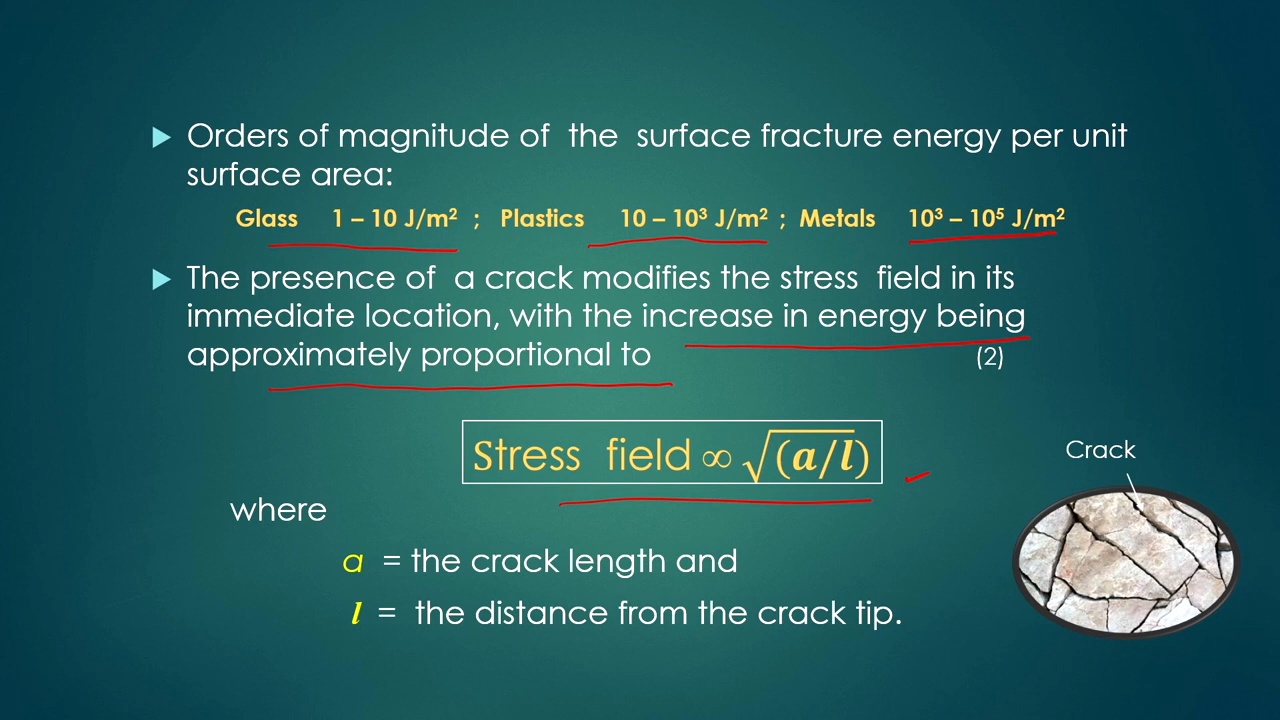 Orders of magnitude of the surface fracture energy per unit
surface area:
Glass 1 – 10 J/m² ; Plastics 10 – 10³ J/m² ; Metals 10³ – 10⁵ J/m²
The presence of a crack modifies the stress field in its
immediate location, with the increase in energy being
approximately proportional to (2)
Stress field ∞ √(a/l)
Crack
where
a = the crack length and
l = the distance from the crack tip.